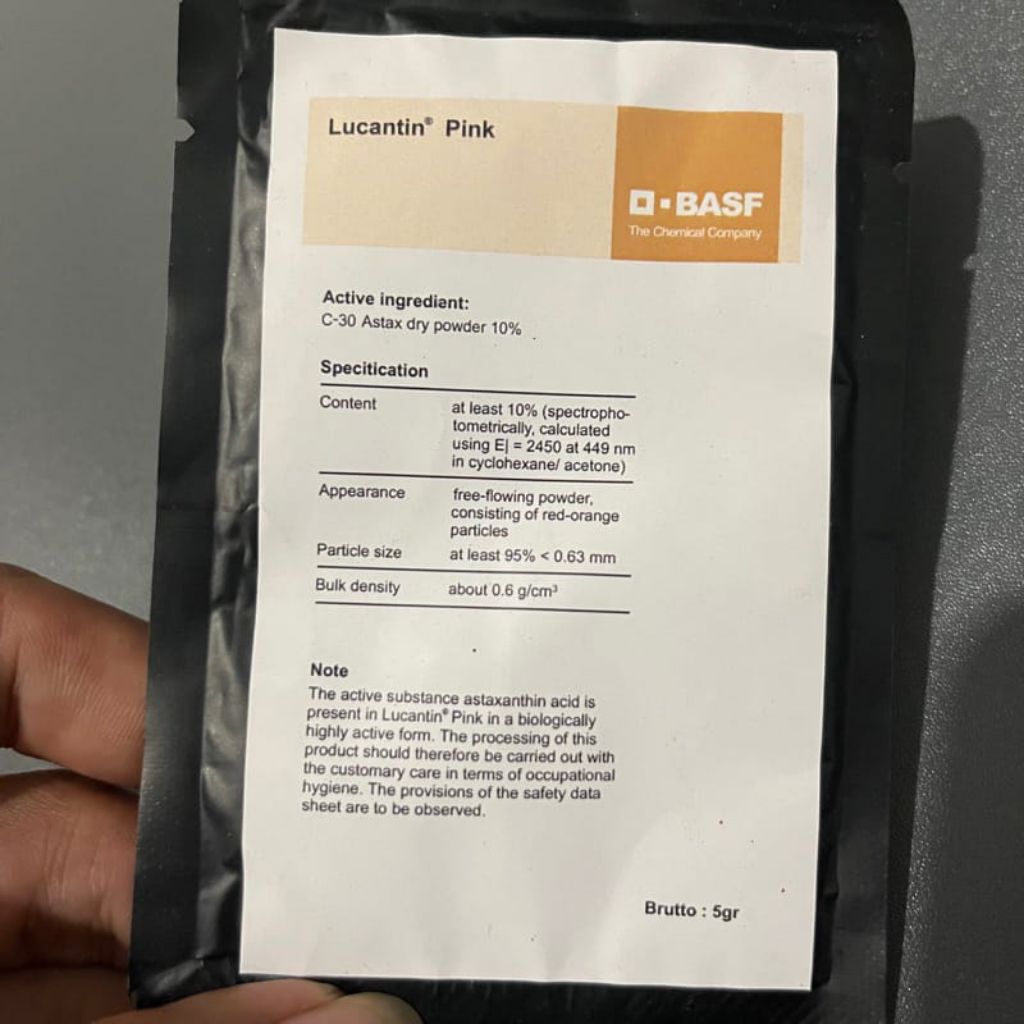 Lucantin® Pink
BASF
The Chemical Company
Active ingredient:
C-30 Astax dry powder 10%
Specitication
Content
at least 10% (spectropho-
tometrically, calculated
using E| = 2450 at 449 nm
in cyclohexane/ acetone)
Appearance
free-flowing powder,
consisting of red-orange
particles
Particle size
at least 95% < 0.63 mm
Bulk density
about 0.6 g/cm³
Note
The active substance astaxanthin acid is
present in Lucantin® Pink in a biologically
highly active form. The processing of this
product should therefore be carried out with
the customary care in terms of occupational
hygiene. The provisions of the safety data
sheet are to be observed.
Brutto : 5gr